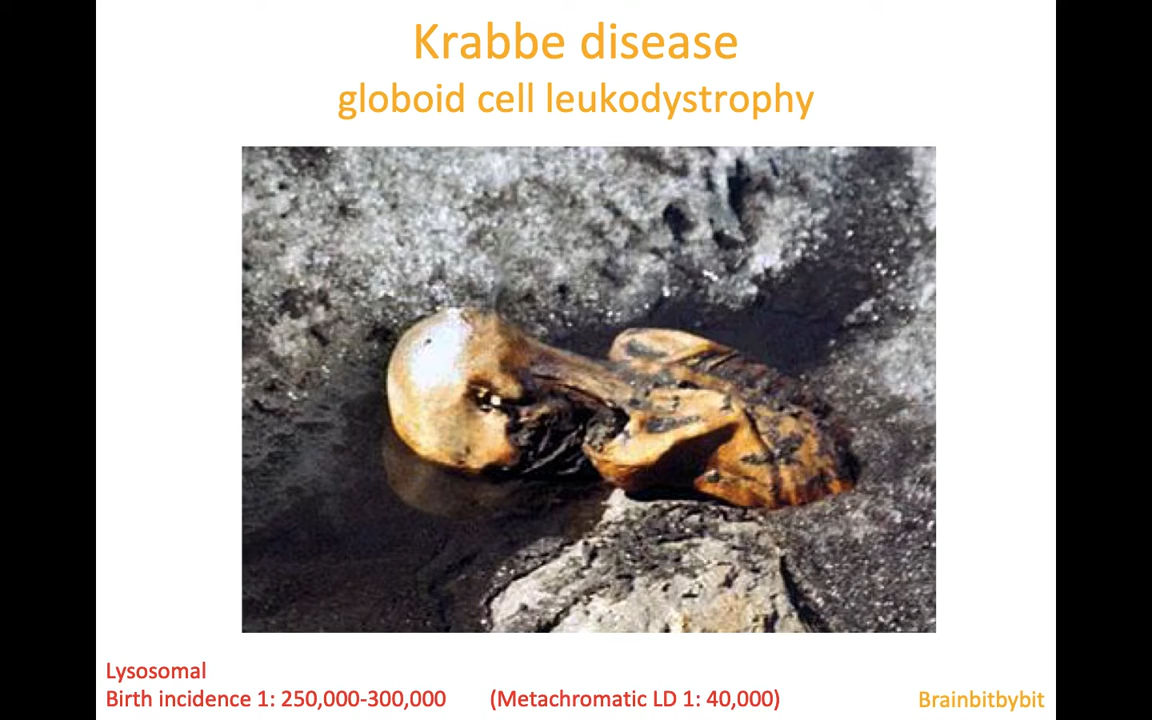 Krabbe disease
globoid cell leukodystrophy
Lysosomal
Birth incidence 1: 250,000-300,000 (Metachromatic LD 1: 40,000)
Brainbitbybit